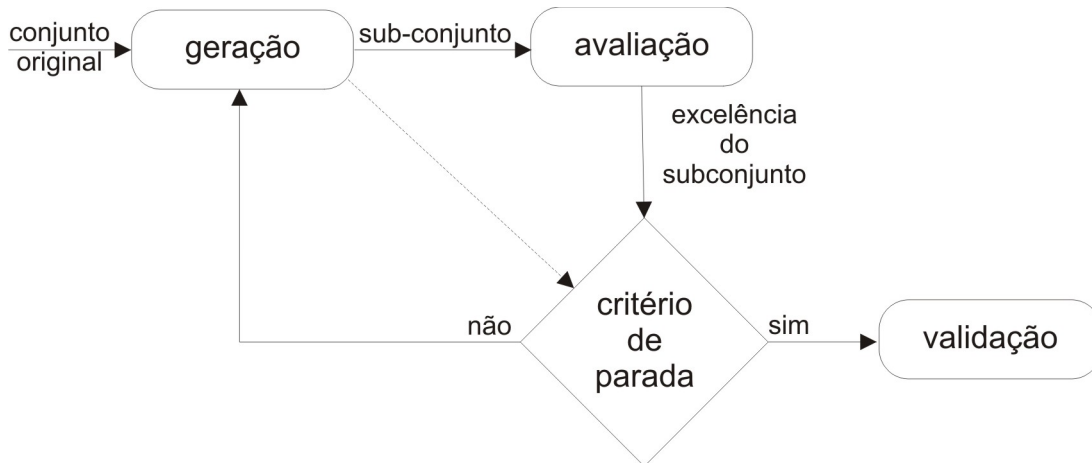 conjunto
original
geração
sub-conjunto
avaliação
excelência
do
subconjunto
critério
de
parada
não
sim
validação